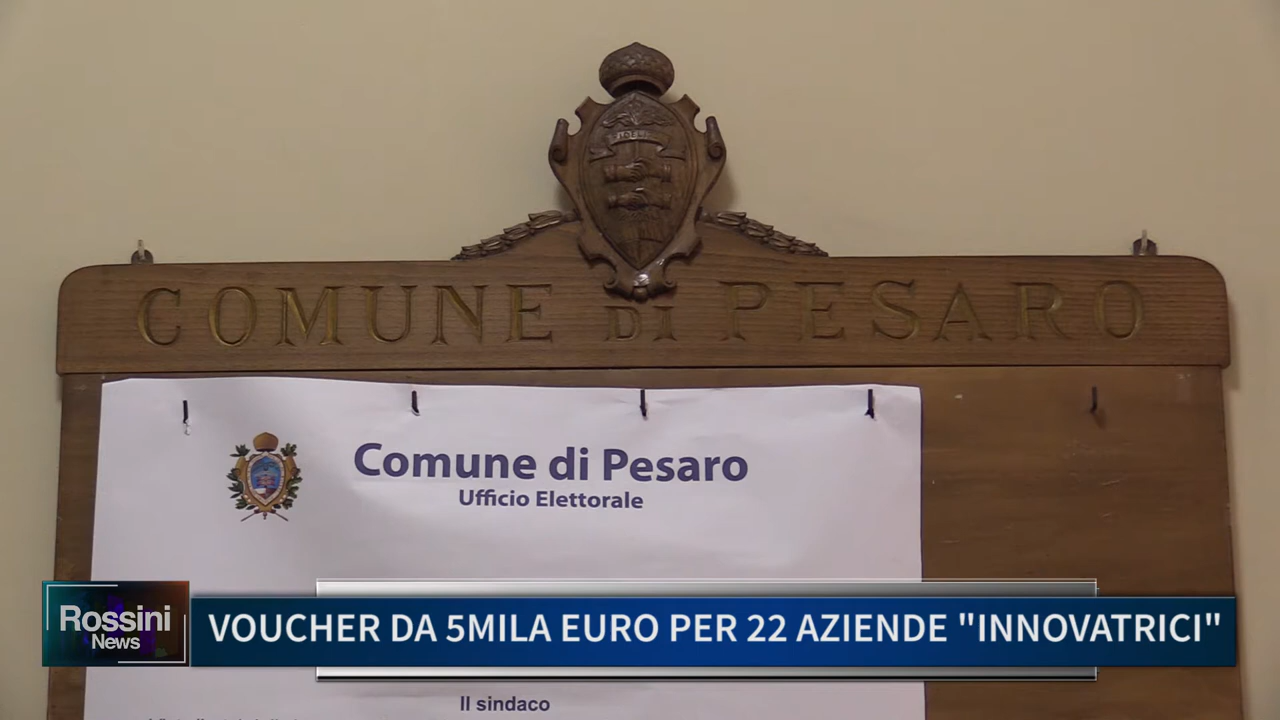 COMUNE DI PESARO
Comune di Pesaro
Ufficio Elettorale
Rossini
News
VOUCHER DA 5MILA EURO PER 22 AZIENDE "INNOVATRICI"
Il sindaco